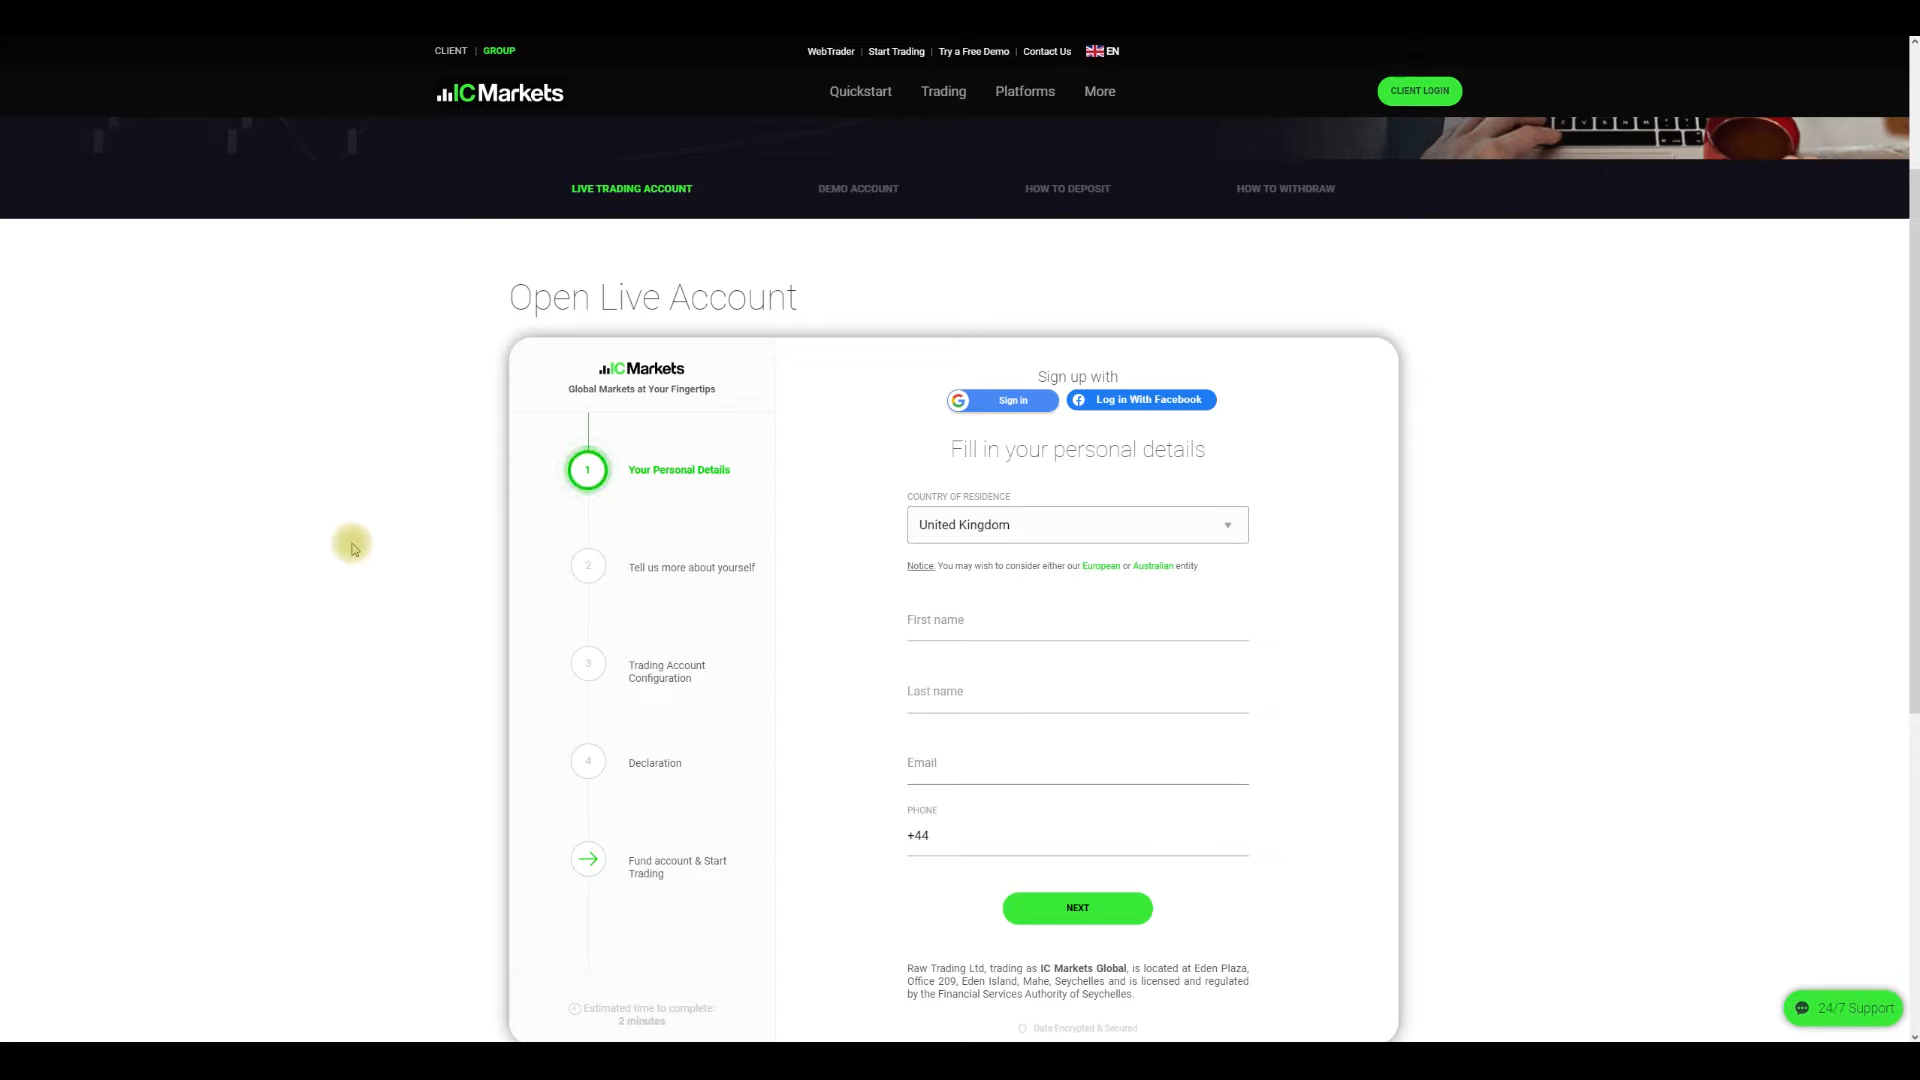 CLIENT | GROUP
WebTrader | Start Trading | Try a Free Demo | Contact Us EN
IC Markets
Quickstart Trading Platforms More
CLIENT LOGIN
LIVE TRADING ACCOUNT DEMO ACCOUNT HOW TO DEPOSIT HOW TO WITHDRAW
Open Live Account
IC Markets
Global Markets at Your Fingertips
1 Your Personal Details
2 Tell us more about yourself
3 Trading Account
Configuration
4 Declaration
Fund account & Start
Trading
Estimated time to complete:
2 minutes
Sign up with
Sign in
Log in With Facebook
Fill in your personal details
COUNTRY OF RESIDENCE
United Kingdom
Notice: You may wish to consider either our European or Australian entity
First name
Last name
Email
PHONE
+44
NEXT
Raw Trading Ltd, trading as IC Markets Global, is located at Eden Plaza,
Office 209, Eden Island, Mahe, Seychelles and is licensed and regulated
by the Financial Services Authority of Seychelles.
Data Encrypted & Secured
24/7 Support